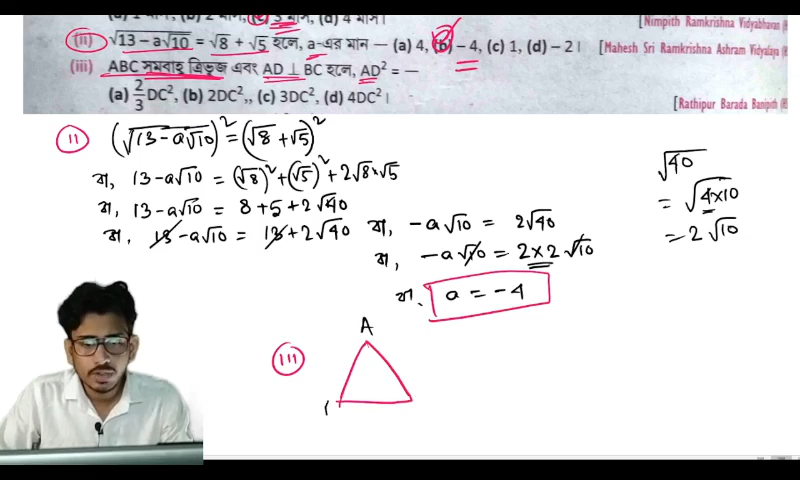 (b) 2 মাস, (c) 3 মাস, (d) 4 মাস। [Nimpith Ramkrishna Vidyabhavan
(ii) √13 – a√10 = √8 + √5 হলে, a-এর মান — (a) 4, (b) – 4, (c) 1, (d) – 2। [Mahesh Sri Ramkrishna Ashram Vidyalaya
(iii) ABC সমবাহু ত্রিভুজ এবং AD ⊥ BC হলে, AD² = —
(a) 2/3 DC², (b) 2DC²,, (c) 3DC², (d) 4DC²। [Rathipur Barada Banipith
ii (√13-a√10)² = (√8+√5)²
বা, 13-a√10 = (√8)²+(√5)²+2√8×√5
বা, 13-a√10 = 8+5+2√40
বা, 13-a√10 = 13+2√40
বা, -a√10 = 2√40
বা, -a√10 = 2×2√10
বা, a = -4
√40
= √4×10
= 2√10
iii
A